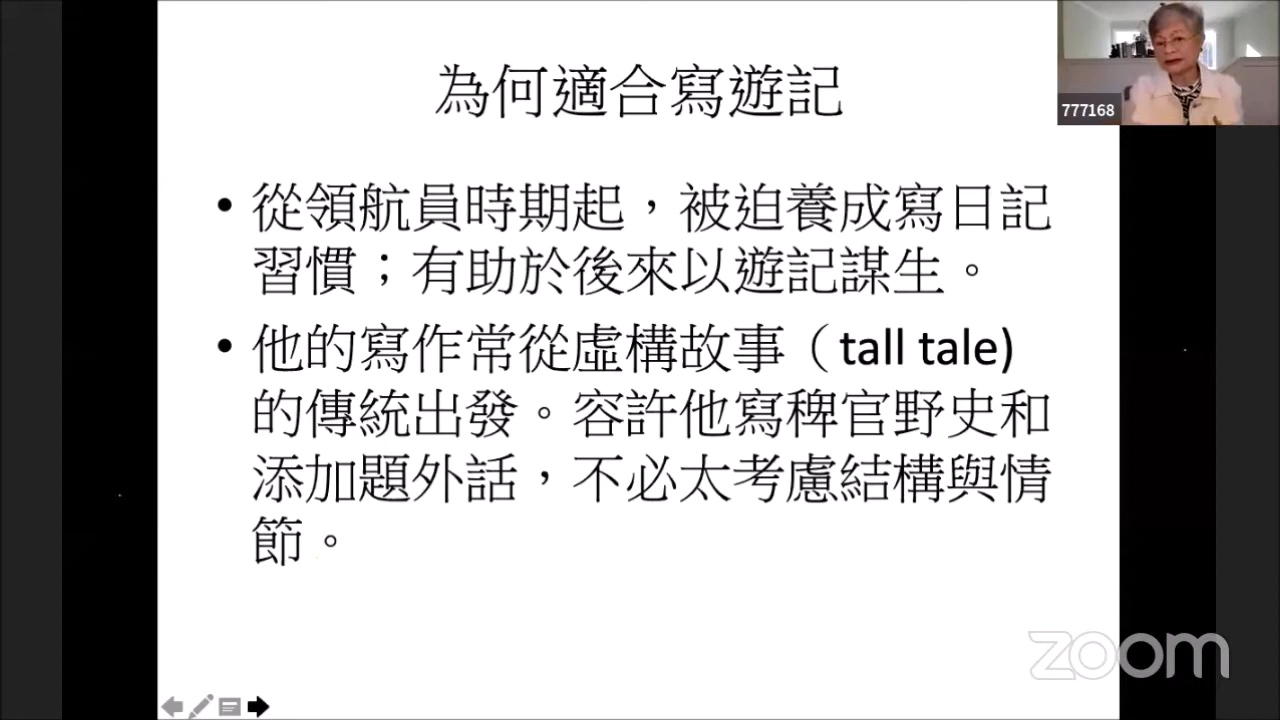 為何適合寫遊記
777168
• 從領航員時期起，被迫養成寫日記
習慣；有助於後來以遊記謀生。
• 他的寫作常從虛構故事（tall tale)
的傳統出發。容許他寫稗官野史和
添加題外話，不必太考慮結構與情
節。
zoom